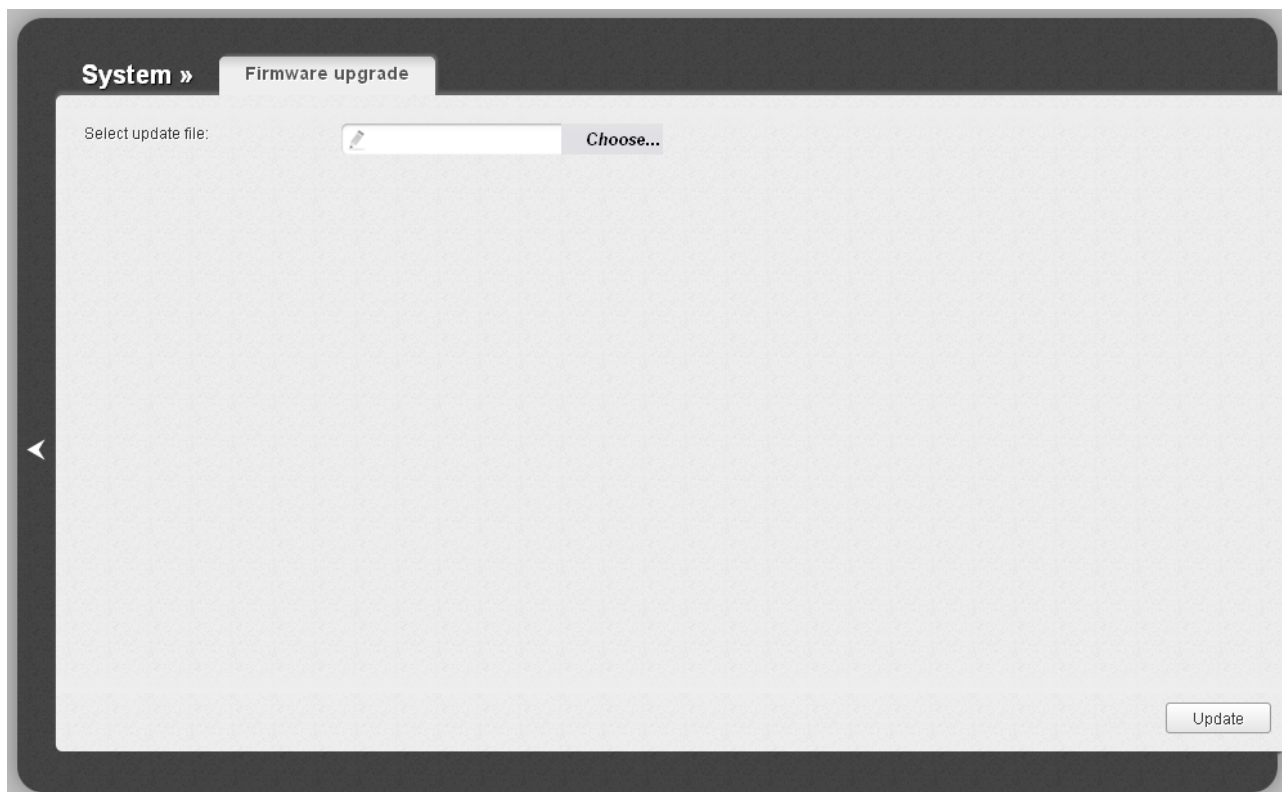 System »
Firmware upgrade
Select update file:
Choose...
Update